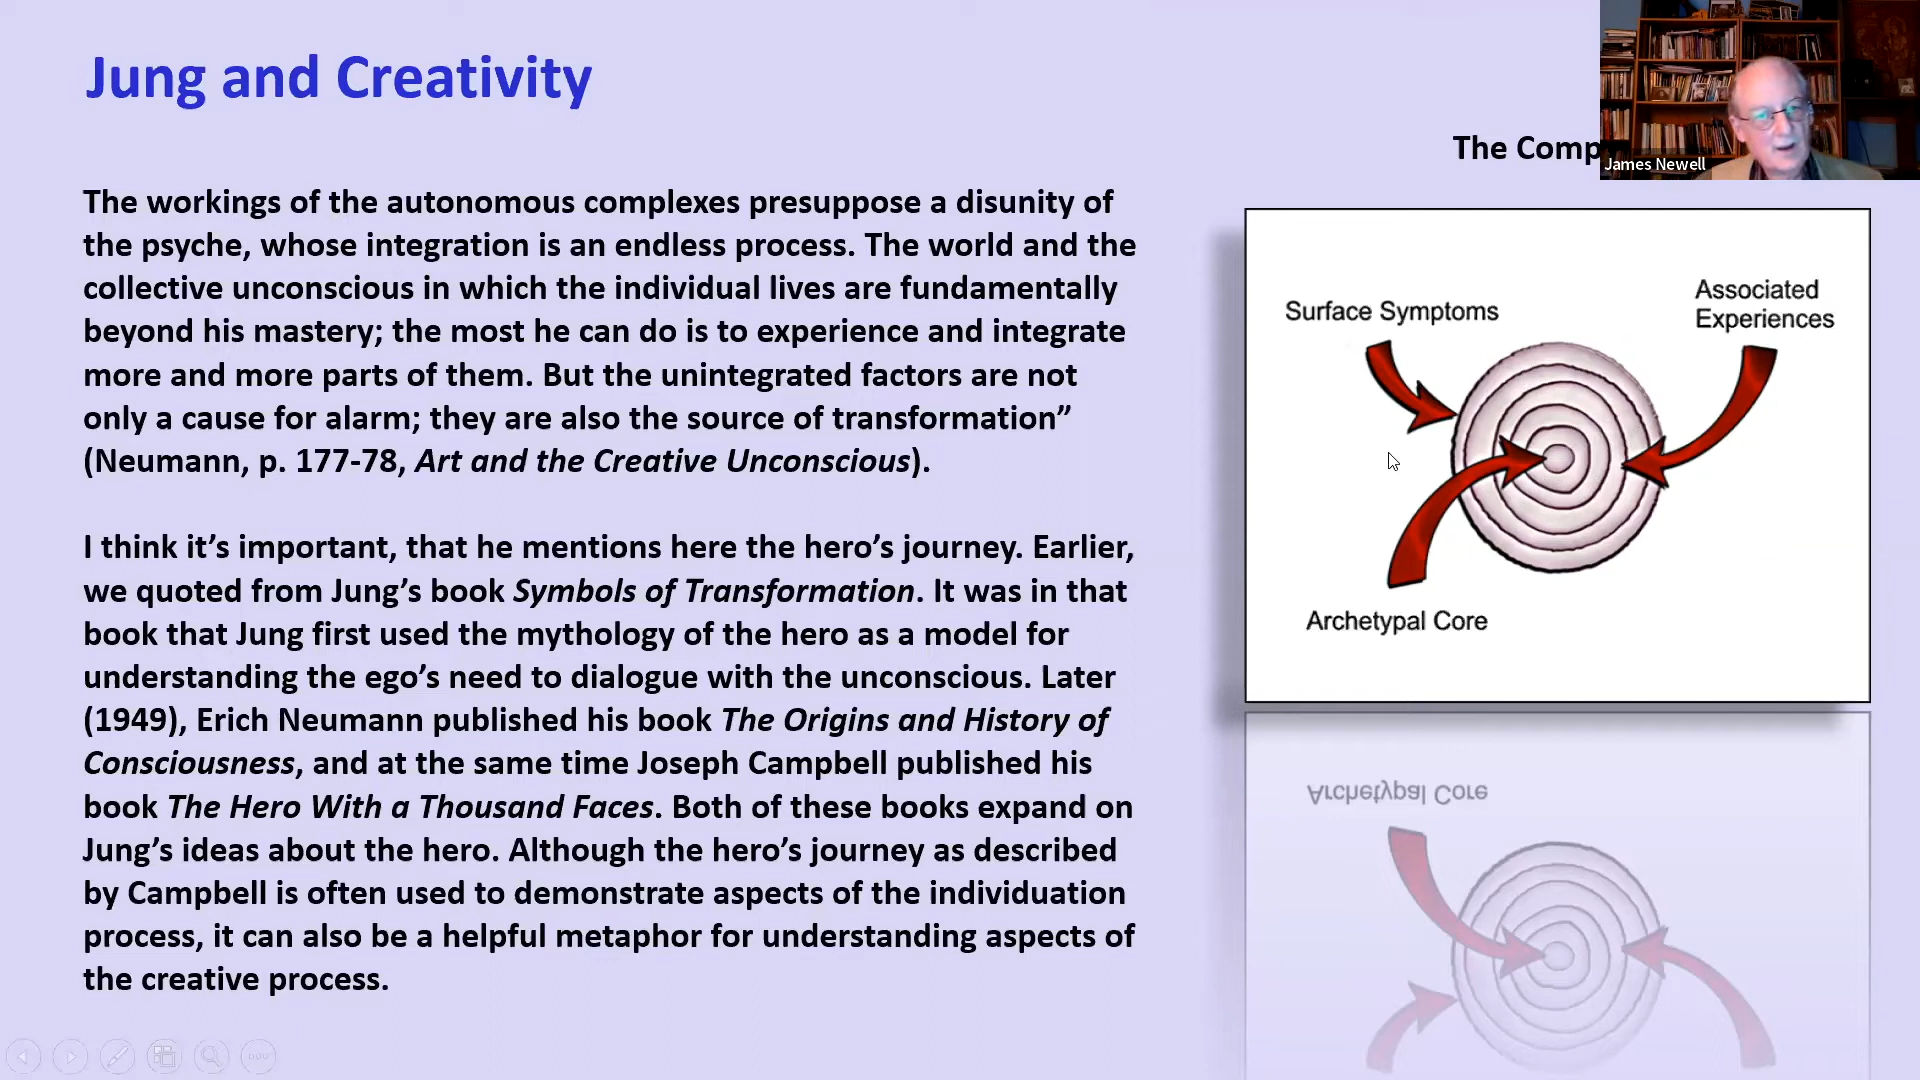 Jung and Creativity
The Comp
James Newell
The workings of the autonomous complexes presuppose a disunity of
the psyche, whose integration is an endless process. The world and the
collective unconscious in which the individual lives are fundamentally
beyond his mastery; the most he can do is to experience and integrate
more and more parts of them. But the unintegrated factors are not
only a cause for alarm; they are also the source of transformation”
(Neumann, p. 177-78, Art and the Creative Unconscious).
I think it’s important, that he mentions here the hero’s journey. Earlier,
we quoted from Jung’s book Symbols of Transformation. It was in that
book that Jung first used the mythology of the hero as a model for
understanding the ego’s need to dialogue with the unconscious. Later
(1949), Erich Neumann published his book The Origins and History of
Consciousness, and at the same time Joseph Campbell published his
book The Hero With a Thousand Faces. Both of these books expand on
Jung’s ideas about the hero. Although the hero’s journey as described
by Campbell is often used to demonstrate aspects of the individuation
process, it can also be a helpful metaphor for understanding aspects of
the creative process.
Surface Symptoms
Associated
Experiences
Archetypal Core
Archetypal Core